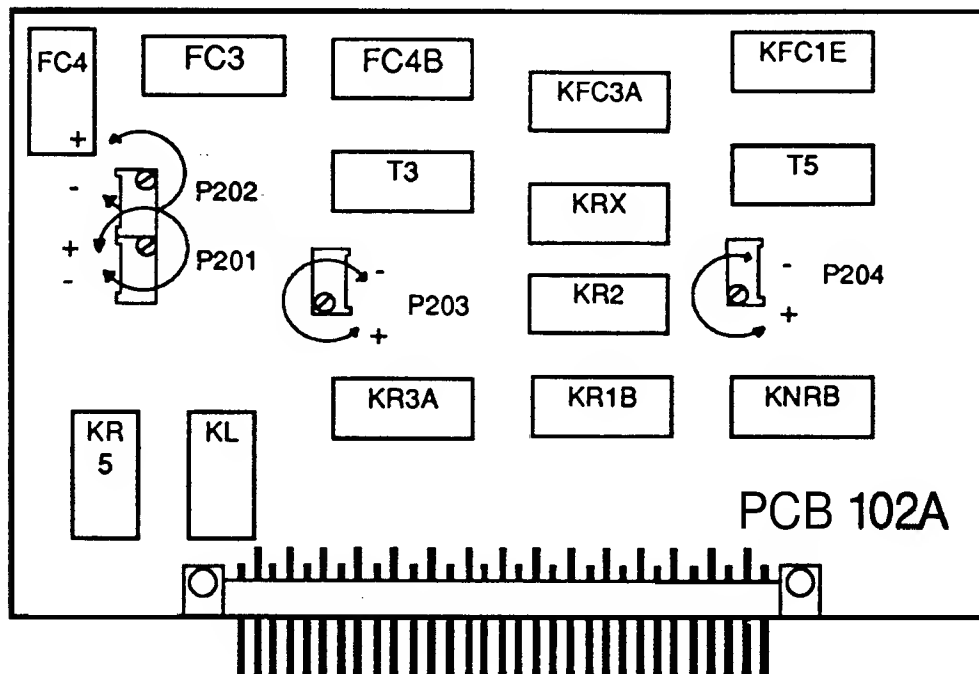 FC4
FC3
FC4B
KFC1E
KFC3A
+
-
P202
T3
T5
KRX
+
-
P201
-
P203
+
KR2
-
P204
+
KR3A
KR1B
KNRB
KR
5
KL
PCB 102A